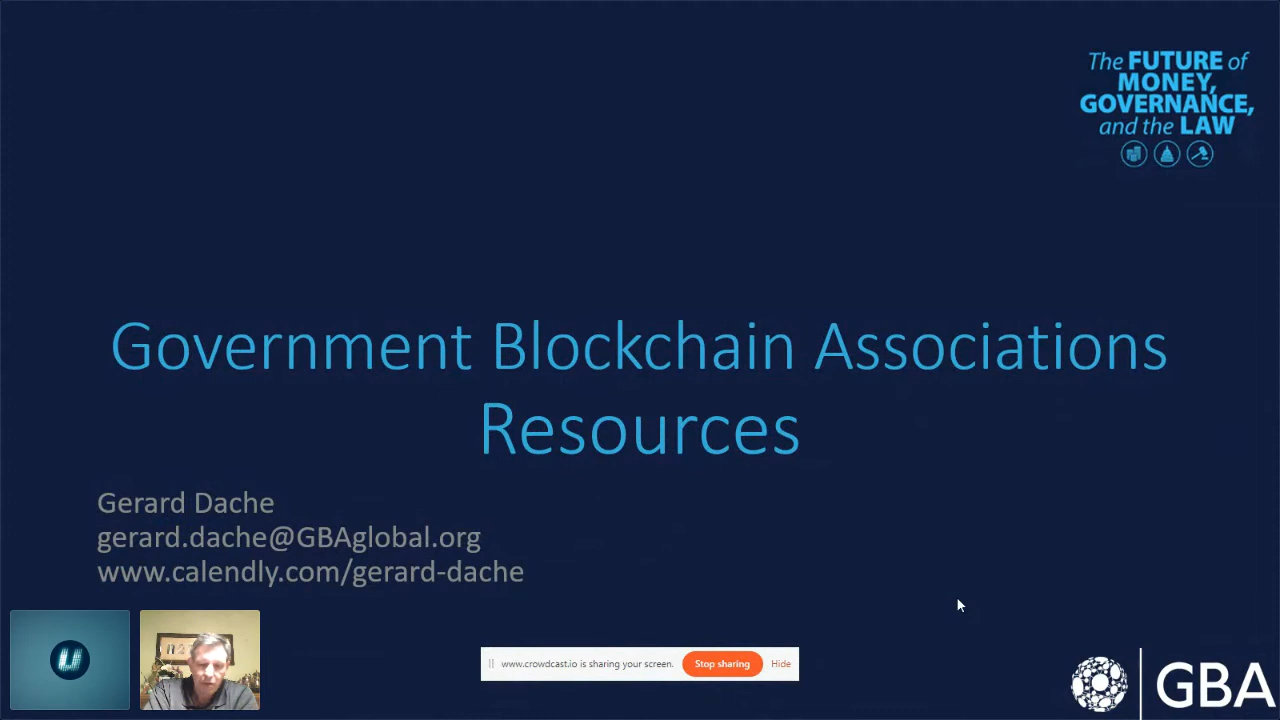 The FUTURE of
MONEY,
GOVERNANCE,
and the LAW
Government Blockchain Associations
Resources
Gerard Dache
gerard.dache@GBAglobal.org
www.calendly.com/gerard-dache
www.crowdcast.io is sharing your screen.
Stop sharing
Hide
GBA